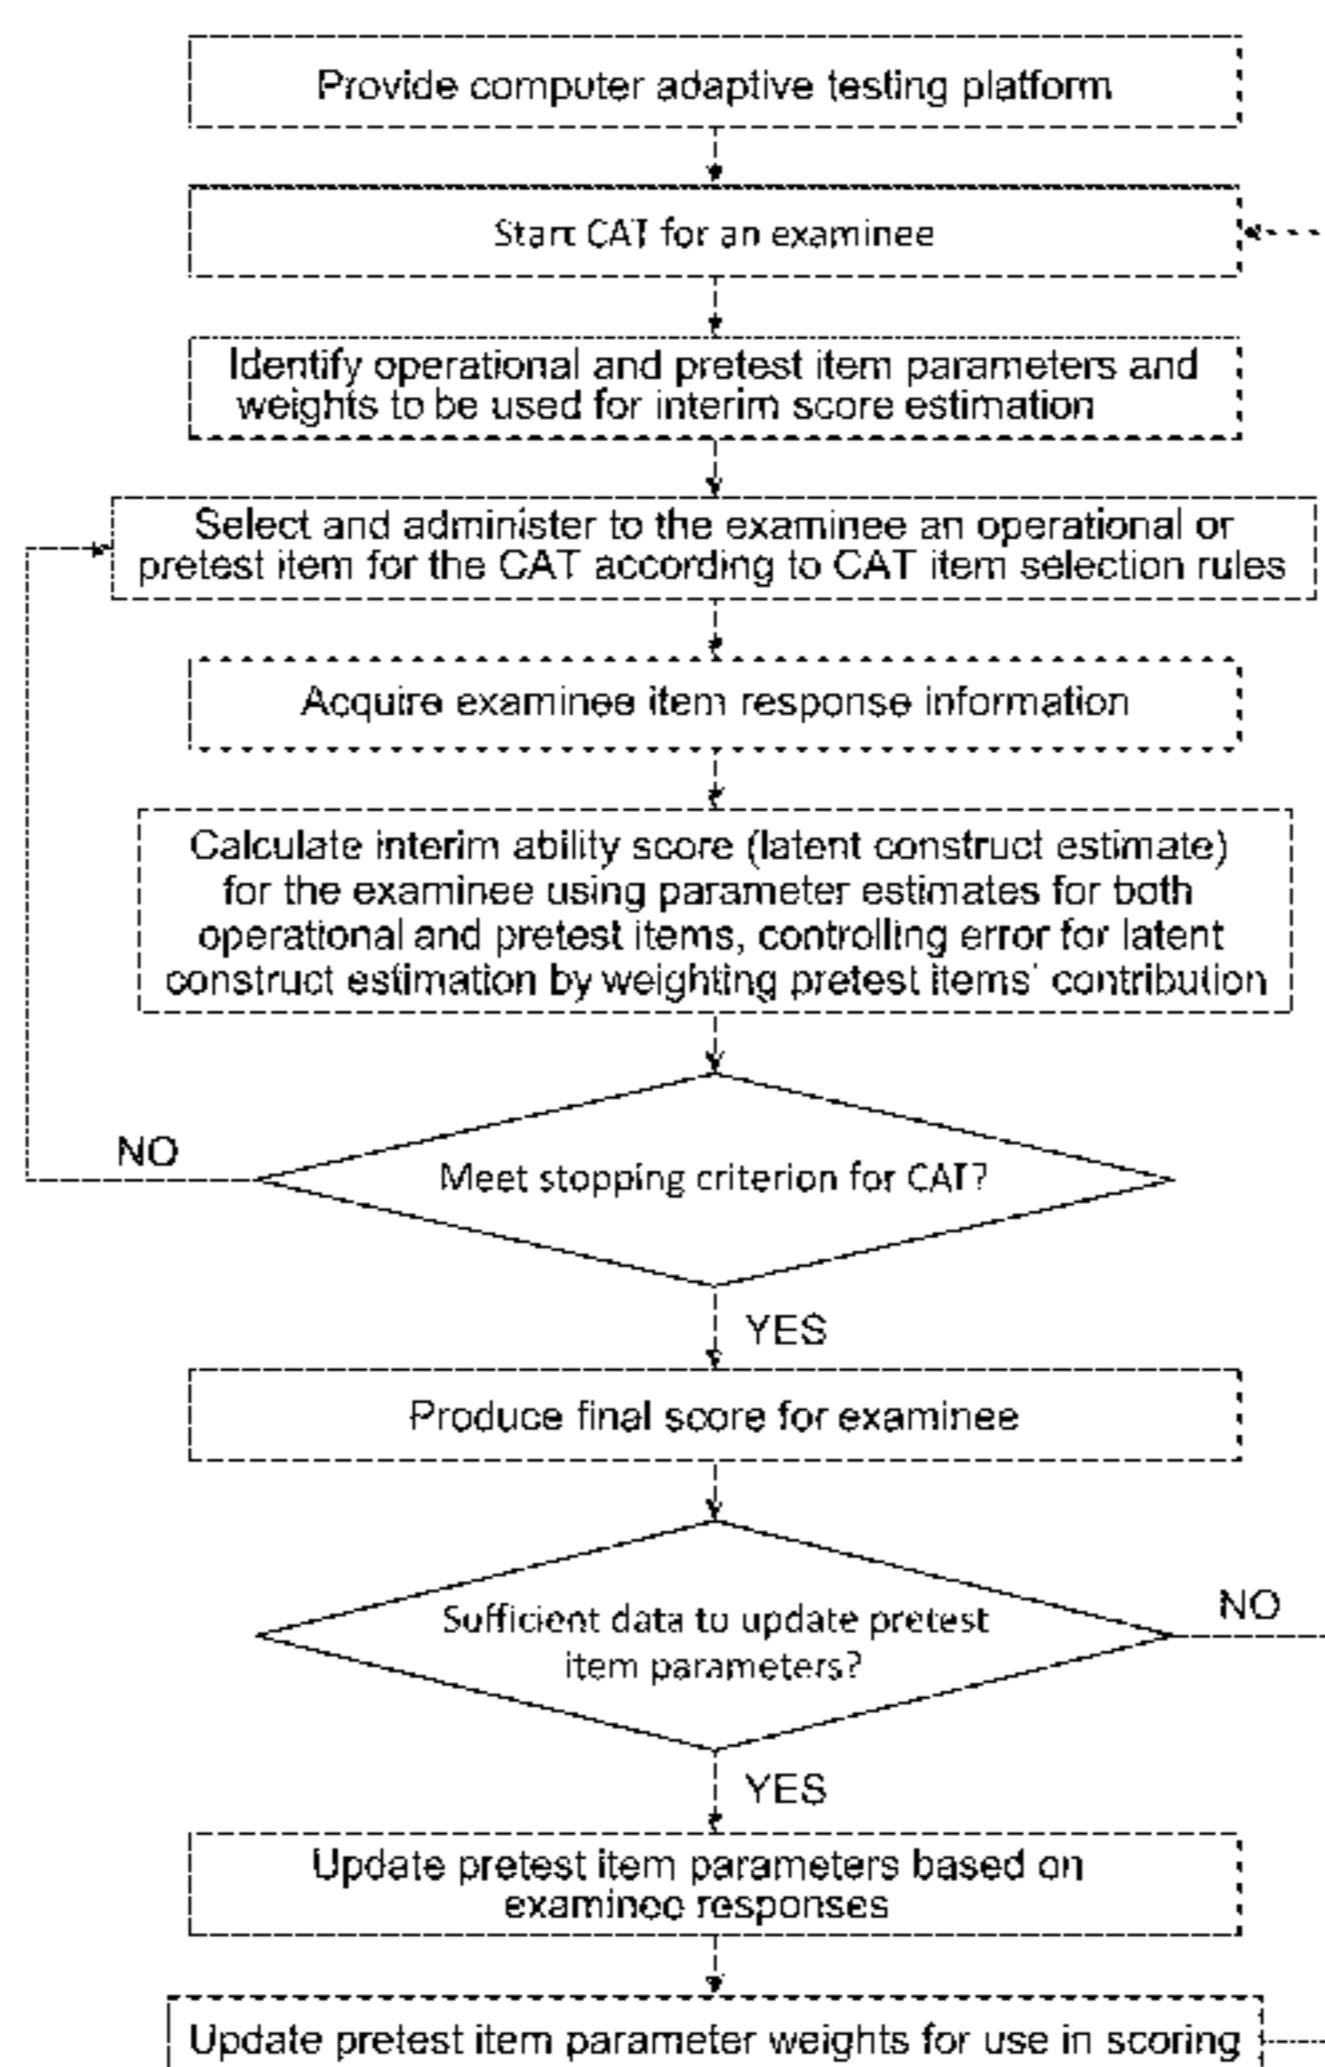 Provide computer adaptive testing platform
Start CAT for an examinee
Identify operational and pretest item parameters and
weights to be used for interim score estimation
Select and administer to the examinee an operational or
pretest item for the CAT according to CAT item selection rules
Acquire examinee item response information
Calculate interim ability score (latent construct estimate)
for the examinee using parameter estimates for both
operational and pretest items, controlling error for latent
construct estimation by weighting pretest items' contribution
NO
Meet stopping criterion for CAT?
YES
Produce final score for examinee
NO
Sufficient data to update pretest
item parameters?
YES
Update pretest item parameters based on
examinee responses
Update pretest item parameter weights for use in scoring